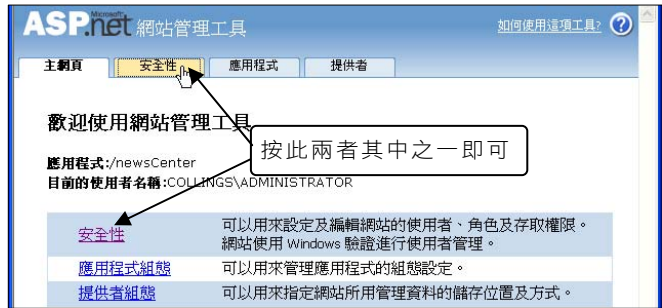 Microsoft
ASP.net 網站管理工具 如何使用這項工具? ?
主網頁 安全性 應用程式 提供者
歡迎使用網站管理工具
按此兩者其中之一即可
應用程式:/newsCenter
目前的使用者名稱:COLLINGS\ADMINISTRATOR
安全性 可以用來設定及編輯網站的使用者、角色及存取權限。
網站使用 Windows 驗證進行使用者管理。
應用程式組態 可以用來管理應用程式的組態設定。
提供者組態 可以用來指定網站所用管理資料的儲存位置及方式。